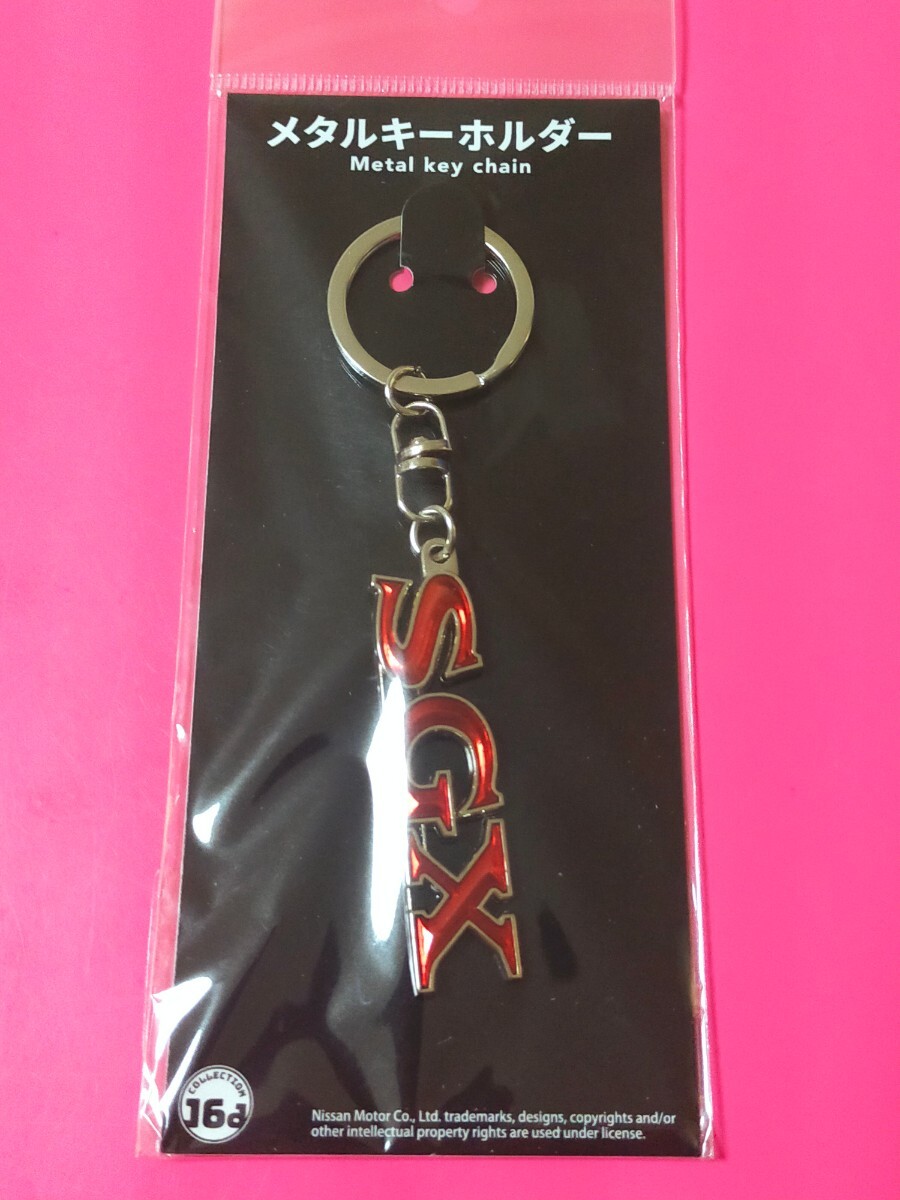 メタルキーホルダー
Metal key chain
SGX
COLLECTION
16d
Nissan Motor Co., Ltd. trademarks, designs, copyrights and/or
other intellectual property rights are used under license.